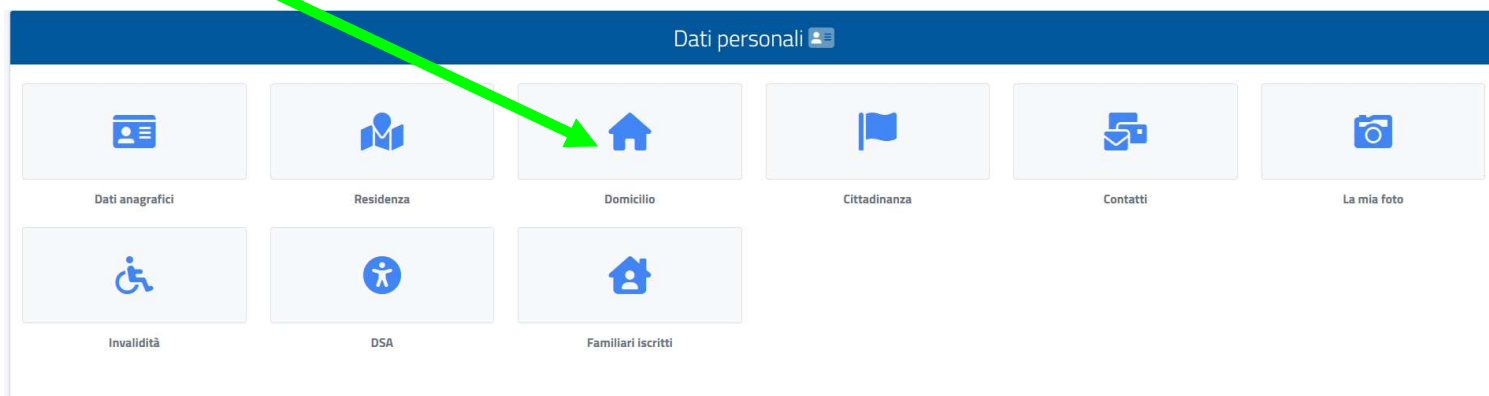 Dati personali
Dati anagrafici
Residenza
Domicilio
Cittadinanza
Contatti
La mia foto
Invalidità
DSA
Familiari iscritti